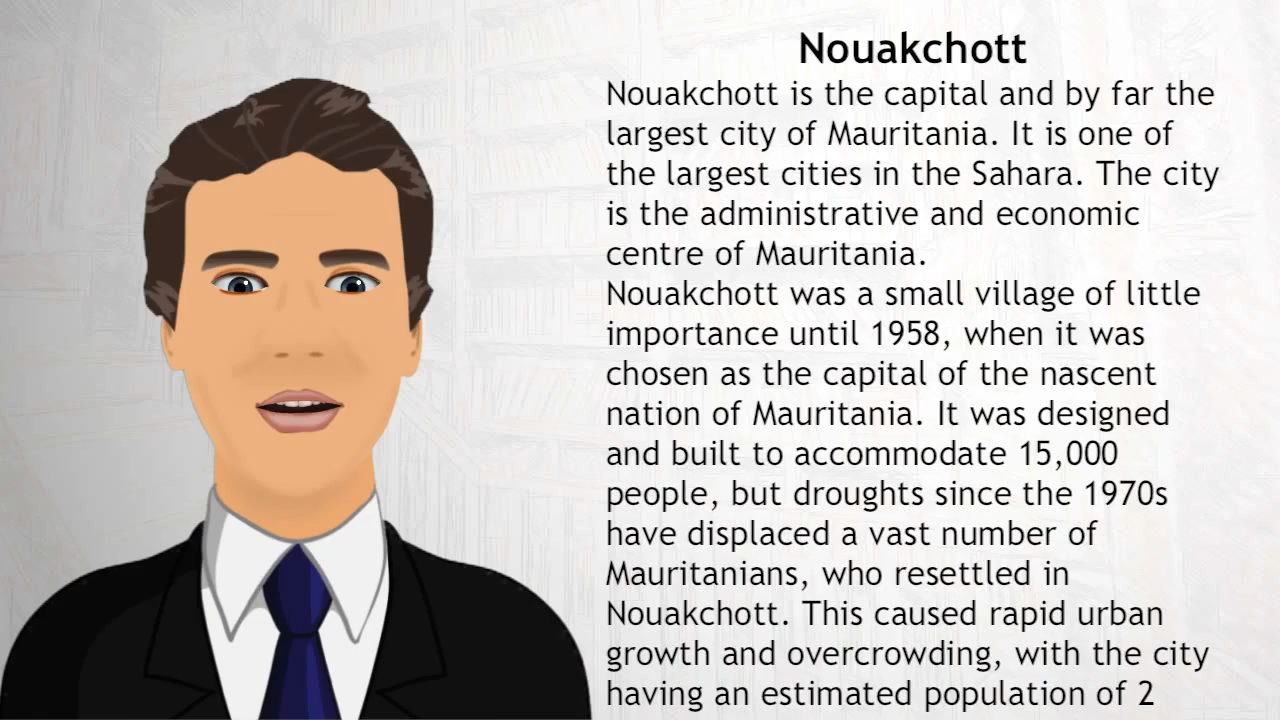 Nouakchott
Nouakchott is the capital and by far the
largest city of Mauritania. It is one of
the largest cities in the Sahara. The city
is the administrative and economic
centre of Mauritania.
Nouakchott was a small village of little
importance until 1958, when it was
chosen as the capital of the nascent
nation of Mauritania. It was designed
and built to accommodate 15,000
people, but droughts since the 1970s
have displaced a vast number of
Mauritanians, who resettled in
Nouakchott. This caused rapid urban
growth and overcrowding, with the city
having an estimated population of 2